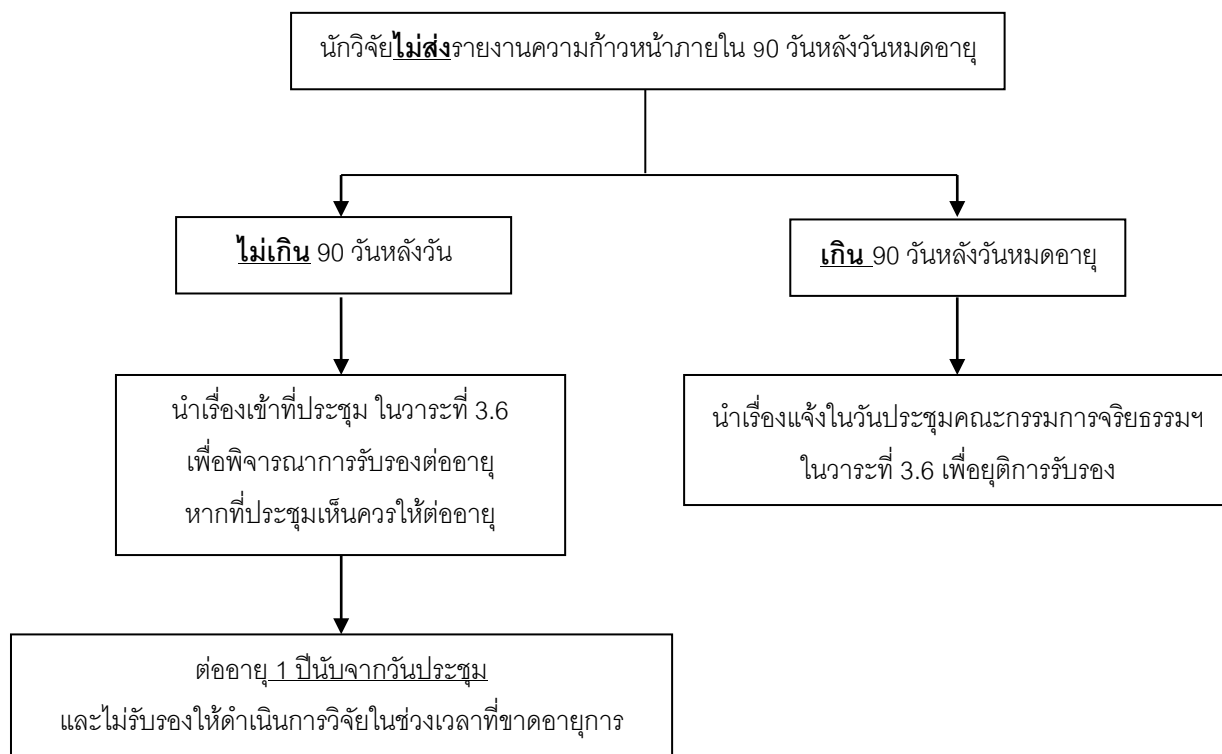 นักวิจัยไม่ส่งรายงานความก้าวหน้าภายใน 90 วันหลังวันหมดอายุ
ไม่เกิน 90 วันหลังวัน
เกิน 90 วันหลังวันหมดอายุ
นำเรื่องเข้าที่ประชุม ในวาระที่ 3.6
เพื่อพิจารณาการรับรองต่ออายุ
หากที่ประชุมเห็นควรให้ต่ออายุ
นำเรื่องแจ้งในวันประชุมคณะกรรมการจริยธรรมฯ
ในวาระที่ 3.6 เพื่อยุติการรับรอง
ต่ออายุ 1 ปีนับจากวันประชุม
และไม่รับรองให้ดำเนินการวิจัยในช่วงเวลาที่ขาดอายุการ